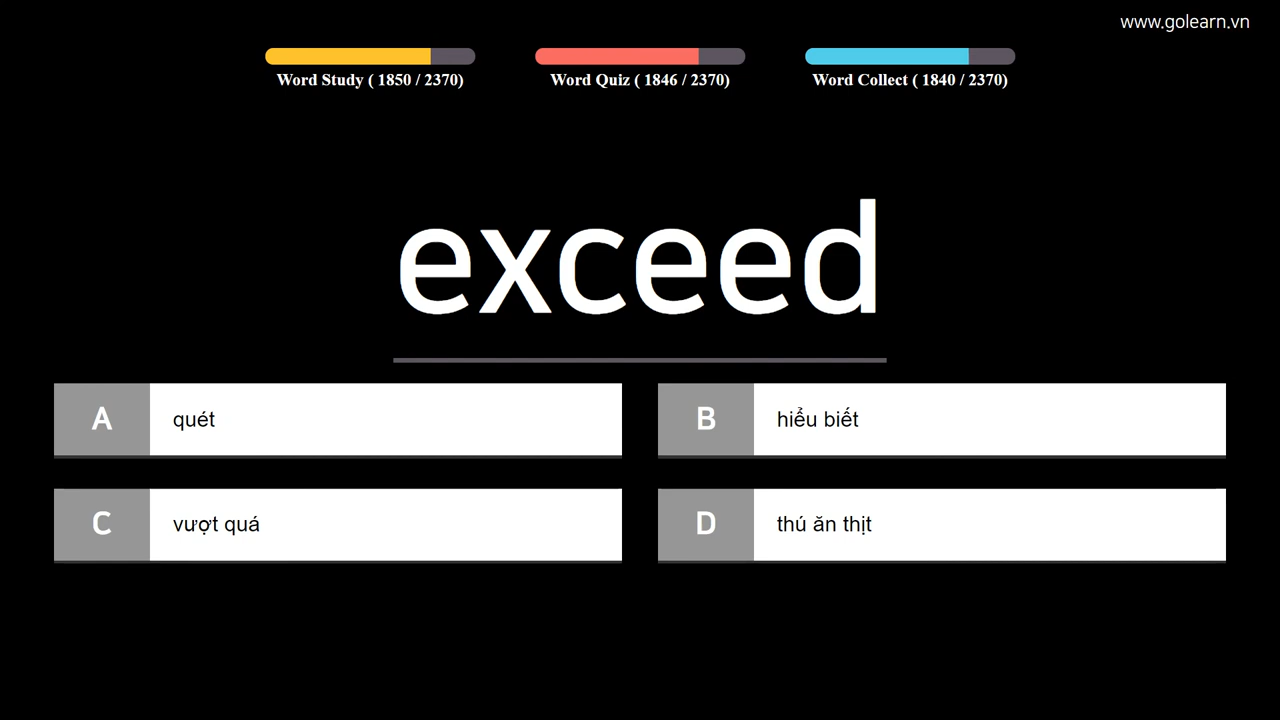 www.golearn.vn
Word Study ( 1850 / 2370)
Word Quiz ( 1846 / 2370)
Word Collect ( 1840 / 2370)
exceed
A quét
B hiểu biết
C vượt quá
D thú ăn thịt